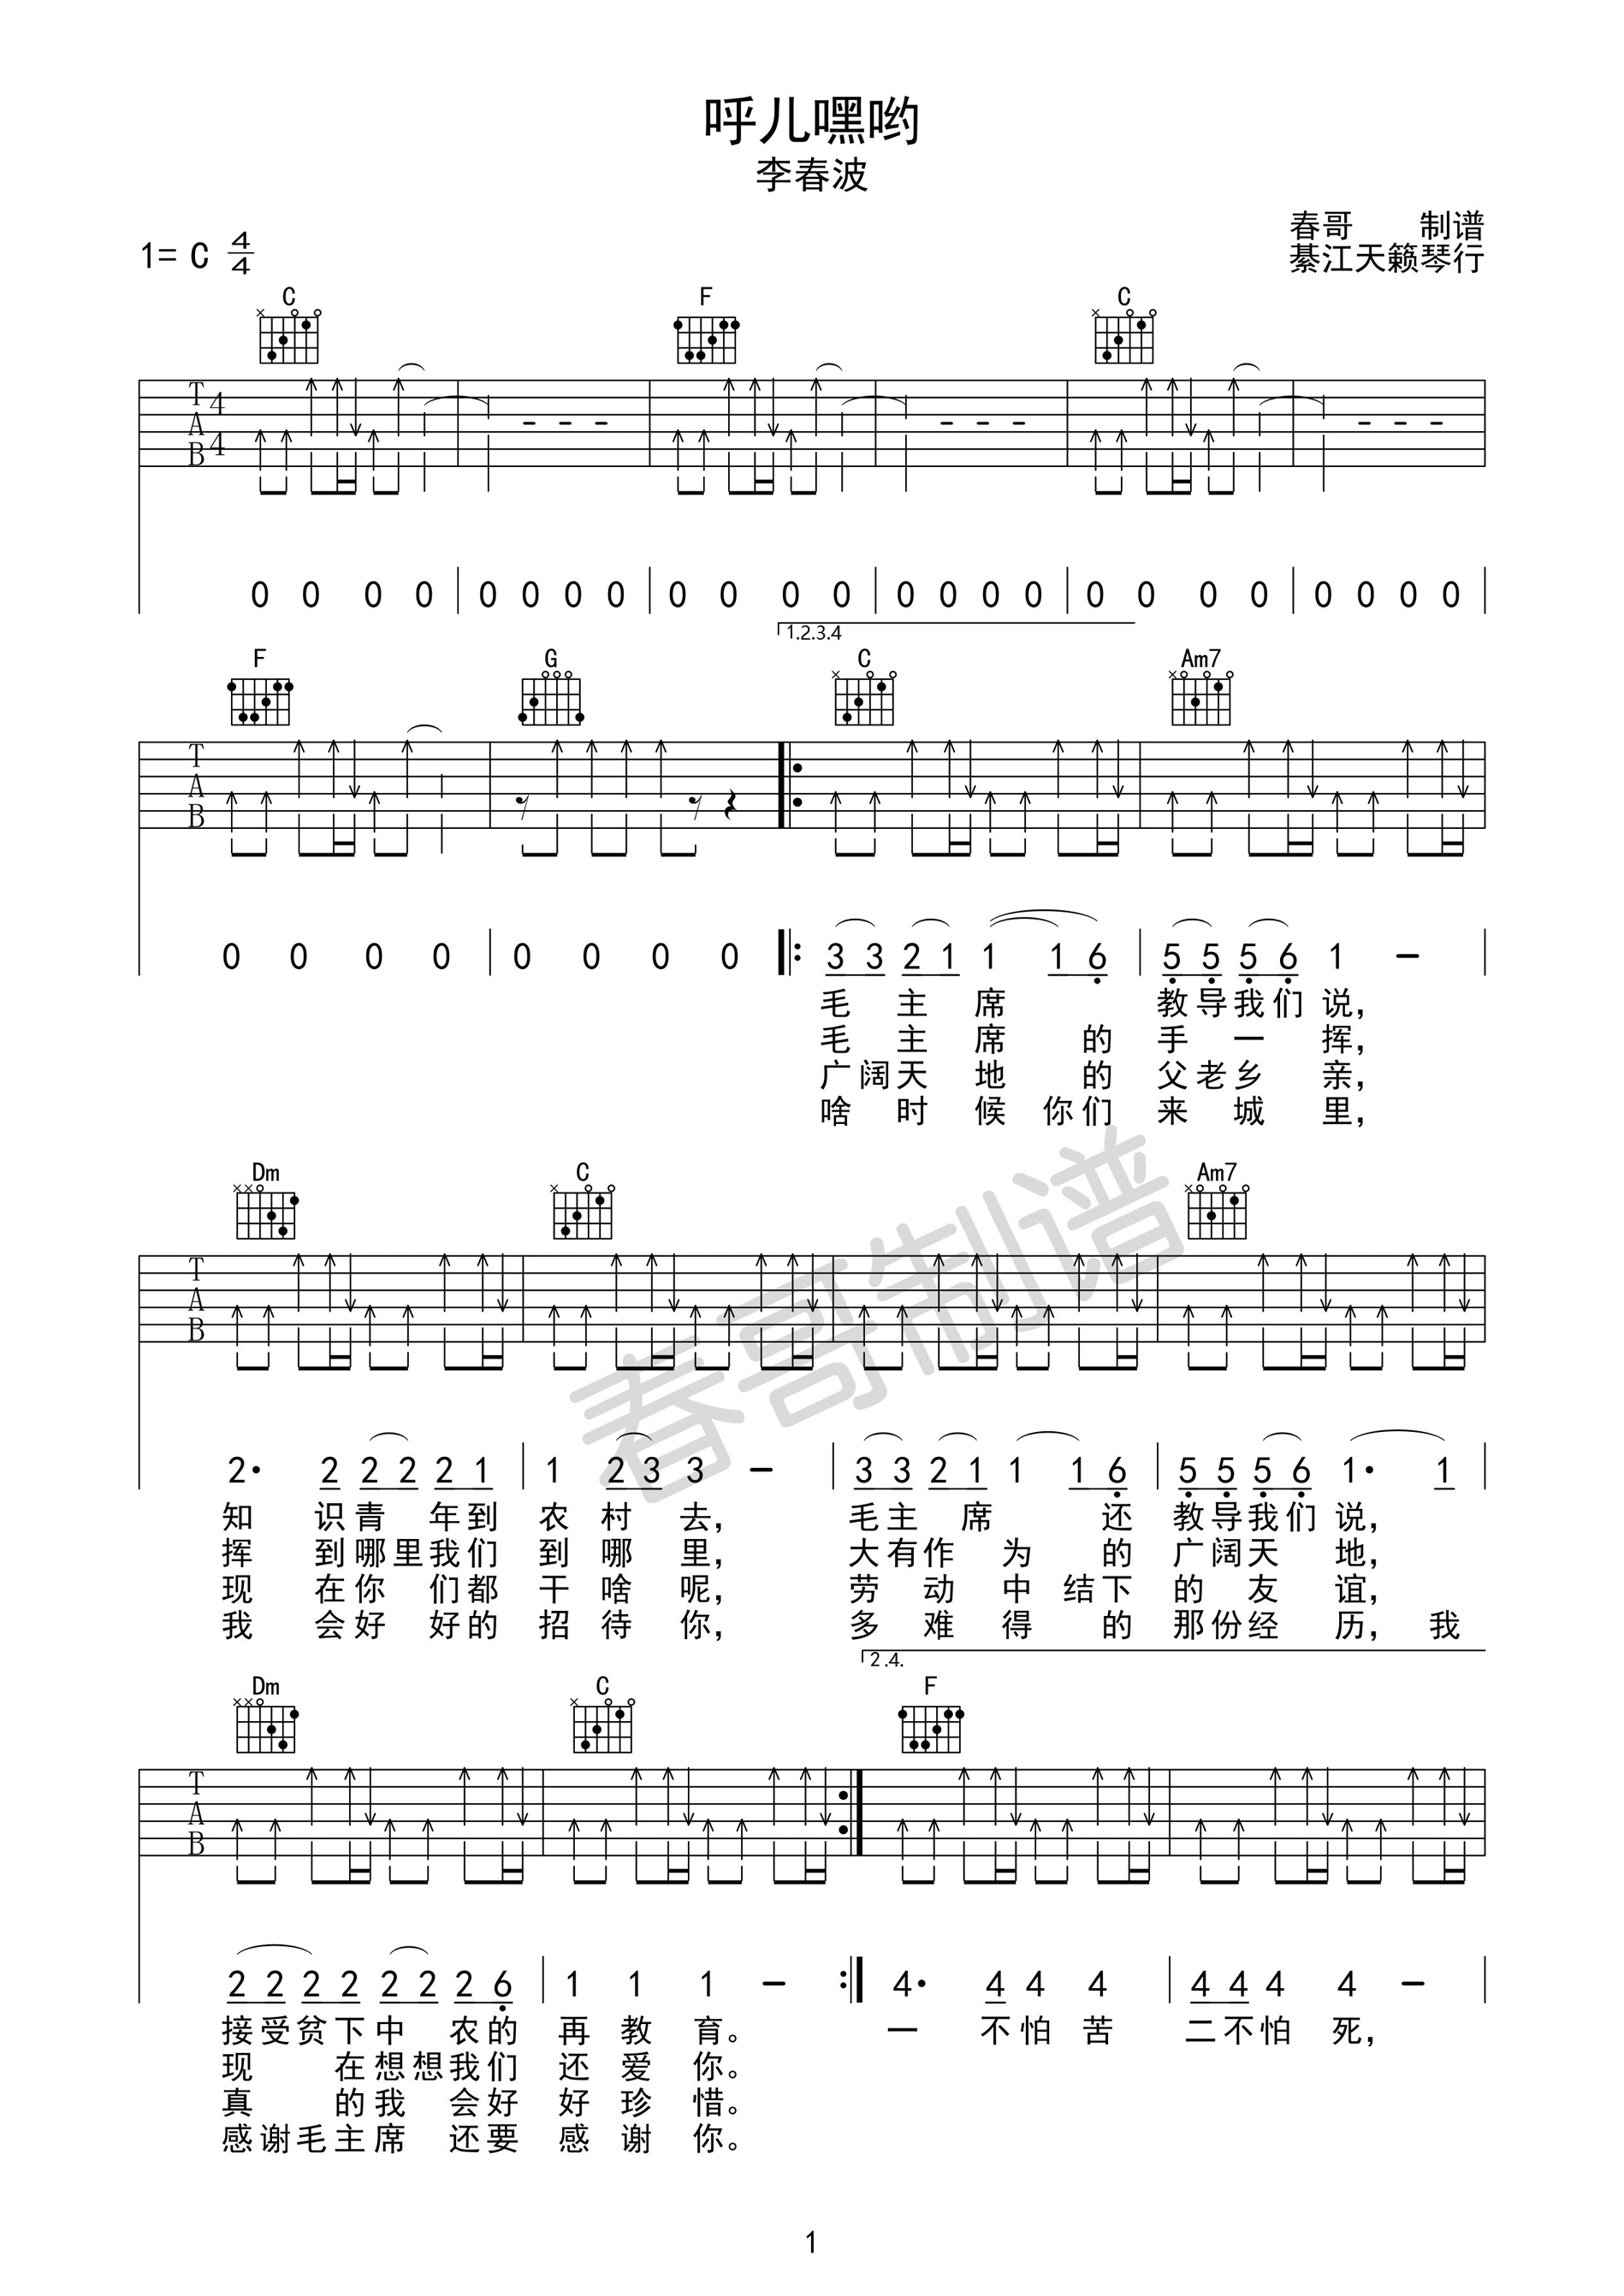 呼儿嘿哟
李春波
春哥 制谱
1= C 4/4
綦江天籁琴行
C F C
T A B 4 4
0 0 0 0 0 0 0 0 0 0 0 0 0 0 0 0 0 0 0 0 0 0 0 0
1.2.3.4
F G C Am7
T A B
0 0 0 0 0 0 0 0 3 3 2 1 1 1 6 5 5 5 6 1 -
毛 主 席 教导我们说,
毛 主 席 的 手 一 挥,
广阔天 地 的 父老乡 亲,
啥 时 候 你们 来 城 里,
Dm C Am7
T A B
2· 2 2 2 2 1 1 2 3 3 - 3 3 2 1 1 1 6 5 5 5 6 1· 1
知 识青 年到 农 村 去, 毛主 席 还 教导我们 说,
挥 到哪里我们 到 哪 里, 大有作 为 的 广阔天 地,
现 在你 们都 干 啥 呢, 劳 动 中 结下 的 友 谊,
我 会好 好的 招 待 你, 多 难 得 的 那份经 历, 我
2 .4.
Dm C F
T A B
2 2 2 2 2 2 2 6 1 1 1 - 4· 4 4 4 4 4 4 4 -
接受贫下中 农的 再 教 育。 一 不怕 苦 二不怕 死,
现 在想想我们 还 爱 你。
真 的我 会好 好 珍 惜。
感谢毛主席 还要 感 谢 你。
春哥制谱
1